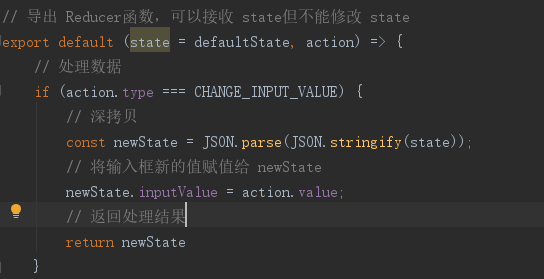 // 导出 Reducer函数，可以接收 state但不能修改 state
export default (state = defaultState, action) => {
// 处理数据
if (action.type === CHANGE_INPUT_VALUE) {
// 深拷贝
const newState = JSON.parse(JSON.stringify(state));
// 将输入框新的值赋值给 newState
newState.inputValue = action.value;
// 返回处理结果
return newState
}